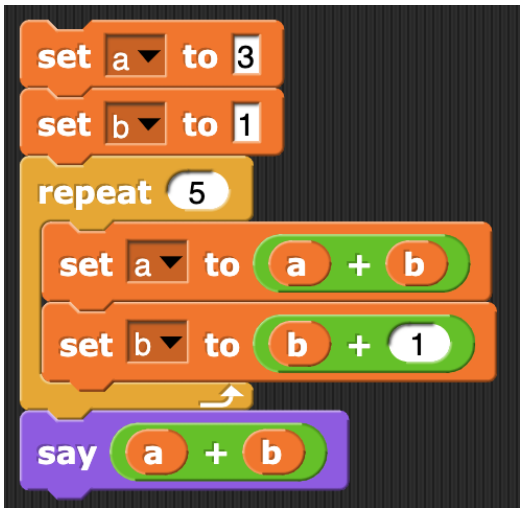 set a to 3
set b to 1
repeat 5
set a to a + b
set b to b + 1
say a + b